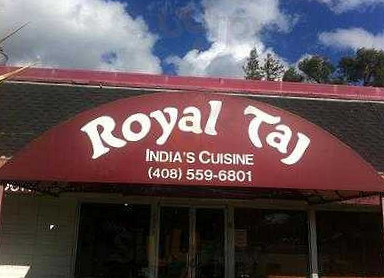 Royal Taj
INDIA'S CUISINE
(408) 559-6801